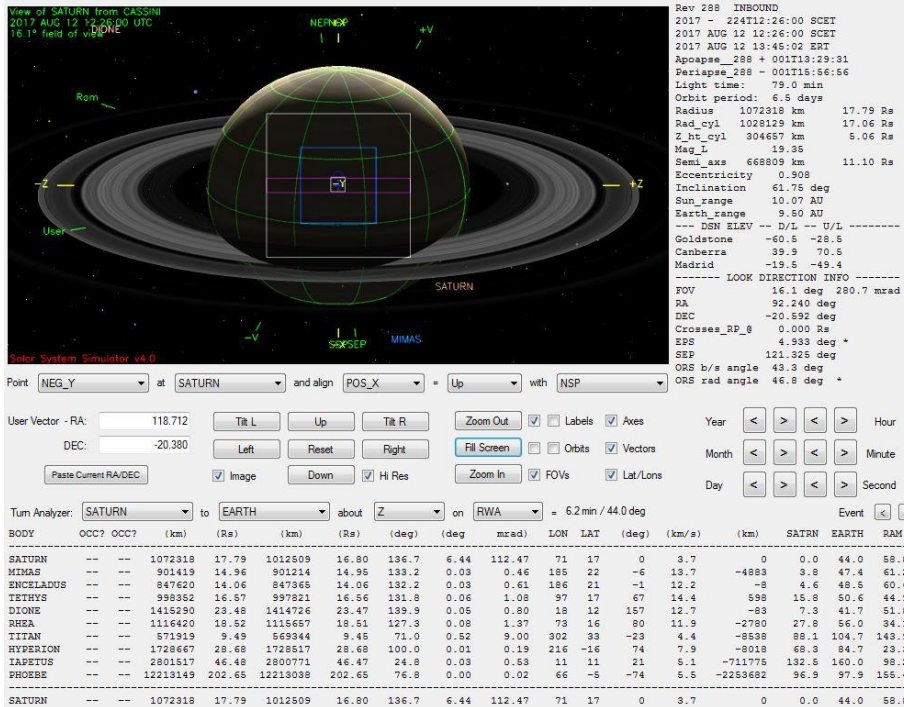 View of SATURN from CASSINI
2017 AUG 12 12:26:00 UTC
16.1° field of view
DIONE
+V
Ram
-Z
-Y
+Z
User
SATURN
-V
MIMAS
Solar System Simulator v4.0
Rev 288 INBOUND
2017 - 224T12:26:00 SCET
2017 AUG 12 12:26:00 SCET
2017 AUG 12 13:45:02 ERT
Apoapse__288 + 001T13:29:31
Periapse_288 - 001T15:56:56
Light time: 79.0 min
Orbit period: 6.5 days
Radius 1072318 km 17.79 Rs
Rad_cyl 1028129 km 17.06 Rs
Z_ht_cyl 304657 km 5.06 Rs
Mag_L 19.35
Semi_axs 668809 km 11.10 Rs
Eccentricity 0.908
Inclination 61.75 deg
Sun_range 10.07 AU
Earth_range 9.50 AU
--- DSN ELEV -- D/L -- U/L --------
Goldstone -60.5 -28.5
Canberra 39.9 70.5
Madrid -19.5 -49.4
------- LOOK DIRECTION INFO -------
FOV 16.1 deg 280.7 mrad
RA 92.240 deg
DEC -20.592 deg
Crosses_RP_@ 0.000 Rs
EPS 4.933 deg *
SEP 121.325 deg
ORS b/s angle 43.3 deg
ORS rad angle 46.8 deg *
Point NEG_Y at SATURN and align POS_X = Up with NSP
User Vector - RA: 118.712 Tilt L Up Tilt R Zoom Out Labels Axes Year < > < > Hour
DEC: -20.380 Left Reset Right Fill Screen Orbits Vectors Month < > < > Minute
Paste Current RA/DEC Image Down Hi Res Zoom In FOVs Lat/Lons Day < > < > Second
Turn Analyzer: SATURN to EARTH about Z on RWA = 6.2 min / 44.0 deg Event <
BODY OCC? OCC? (km) (Rs) (km) (Rs) (deg) (deg mrad) LON LAT (deg) (km/s) (km) SATRN EARTH RAM
SATURN -- -- 1072318 17.79 1012509 16.80 136.7 6.44 112.47 71 17 0 3.7 0 0.0 44.0 58.
MIMAS -- -- 901419 14.96 901214 14.95 133.2 0.03 0.46 185 22 -6 13.7 -4883 3.8 47.4 61.
ENCELADUS -- -- 847620 14.06 847365 14.06 132.2 0.03 0.61 186 21 -1 12.2 -8 4.6 48.5 60.
TETHYS -- -- 998352 16.57 997821 16.56 131.8 0.06 1.08 97 17 67 14.4 598 15.8 50.6 44.
DIONE -- -- 1415290 23.48 1414726 23.47 139.9 0.05 0.80 18 12 157 12.7 -83 7.3 41.7 51.
RHEA -- -- 1116420 18.52 1115657 18.51 127.3 0.08 1.37 73 16 80 11.9 -2780 27.8 56.0 34.
TITAN -- -- 571919 9.49 569344 9.45 71.0 0.52 9.00 302 33 -23 4.4 -8538 88.1 104.7 143.
HYPERION -- -- 1728667 28.68 1728517 28.68 100.0 0.01 0.19 216 -16 74 7.9 -8018 68.3 84.7 23.
IAPETUS -- -- 2801517 46.48 2800771 46.47 24.8 0.03 0.53 11 11 21 5.1 -711775 132.5 160.0 98.
PHOEBE -- -- 12213149 202.65 12213038 202.65 76.8 0.00 0.02 66 -5 -74 5.5 -2253682 96.9 97.9 155.
SATURN -- -- 1072318 17.79 1012509 16.80 136.7 6.44 112.47 71 17 0 3.7 0 0.0 44.0 58.